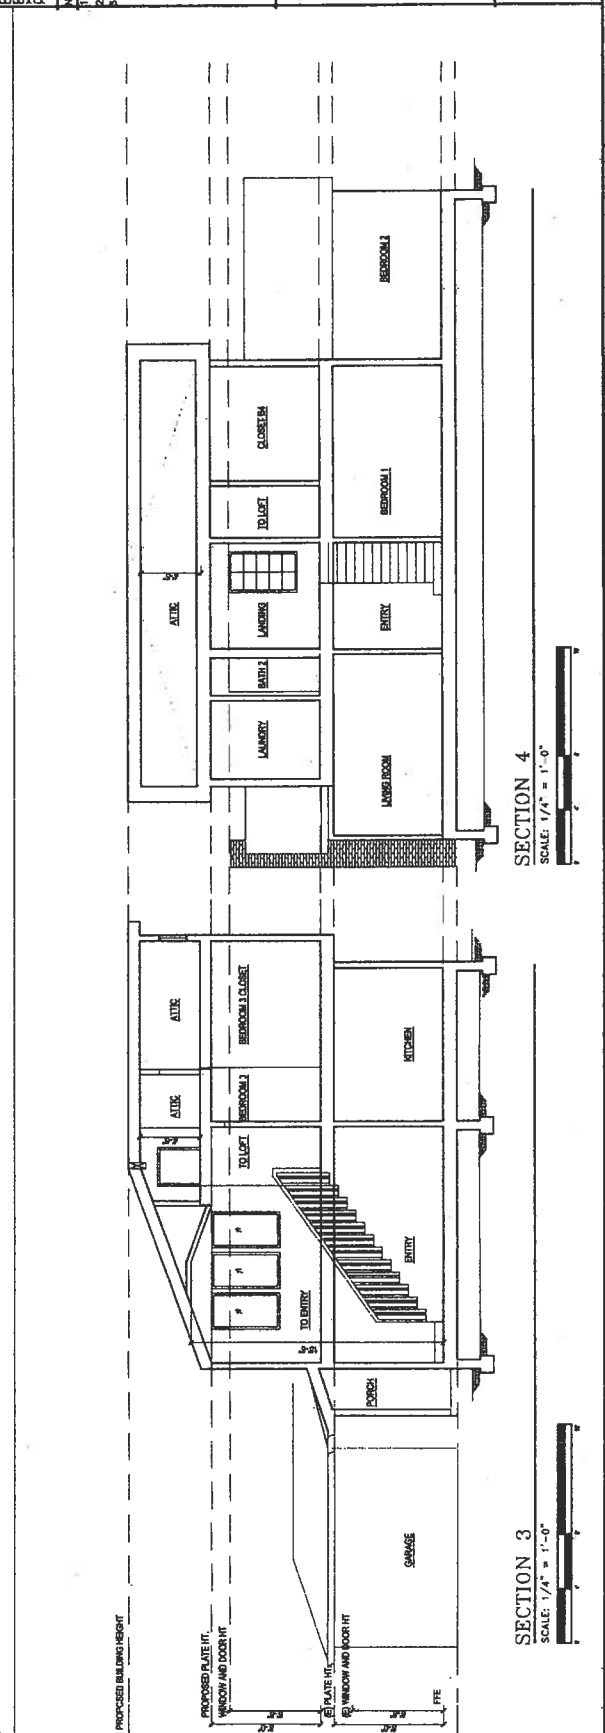 PROPOSED BUILDING HEIGHT
PROPOSED PLATE HT.
WINDOW AND DOOR HT
(E) PLATE HT.
(E) WINDOW AND DOOR HT
FFE
ATTIC
ATTIC
TO LOFT
BEDROOM 3
BEDROOM 3 CLOSET
TO ENTRY
GARAGE
PORCH
ENTRY
KITCHEN
SECTION 3
SCALE: 1/4" = 1'-0"
ATTIC
LAUNDRY
BATH 2
LANDING
TO LOFT
CLOSET B4
LIVING ROOM
ENTRY
BEDROOM 1
BEDROOM 2
SECTION 4
SCALE: 1/4" = 1'-0"